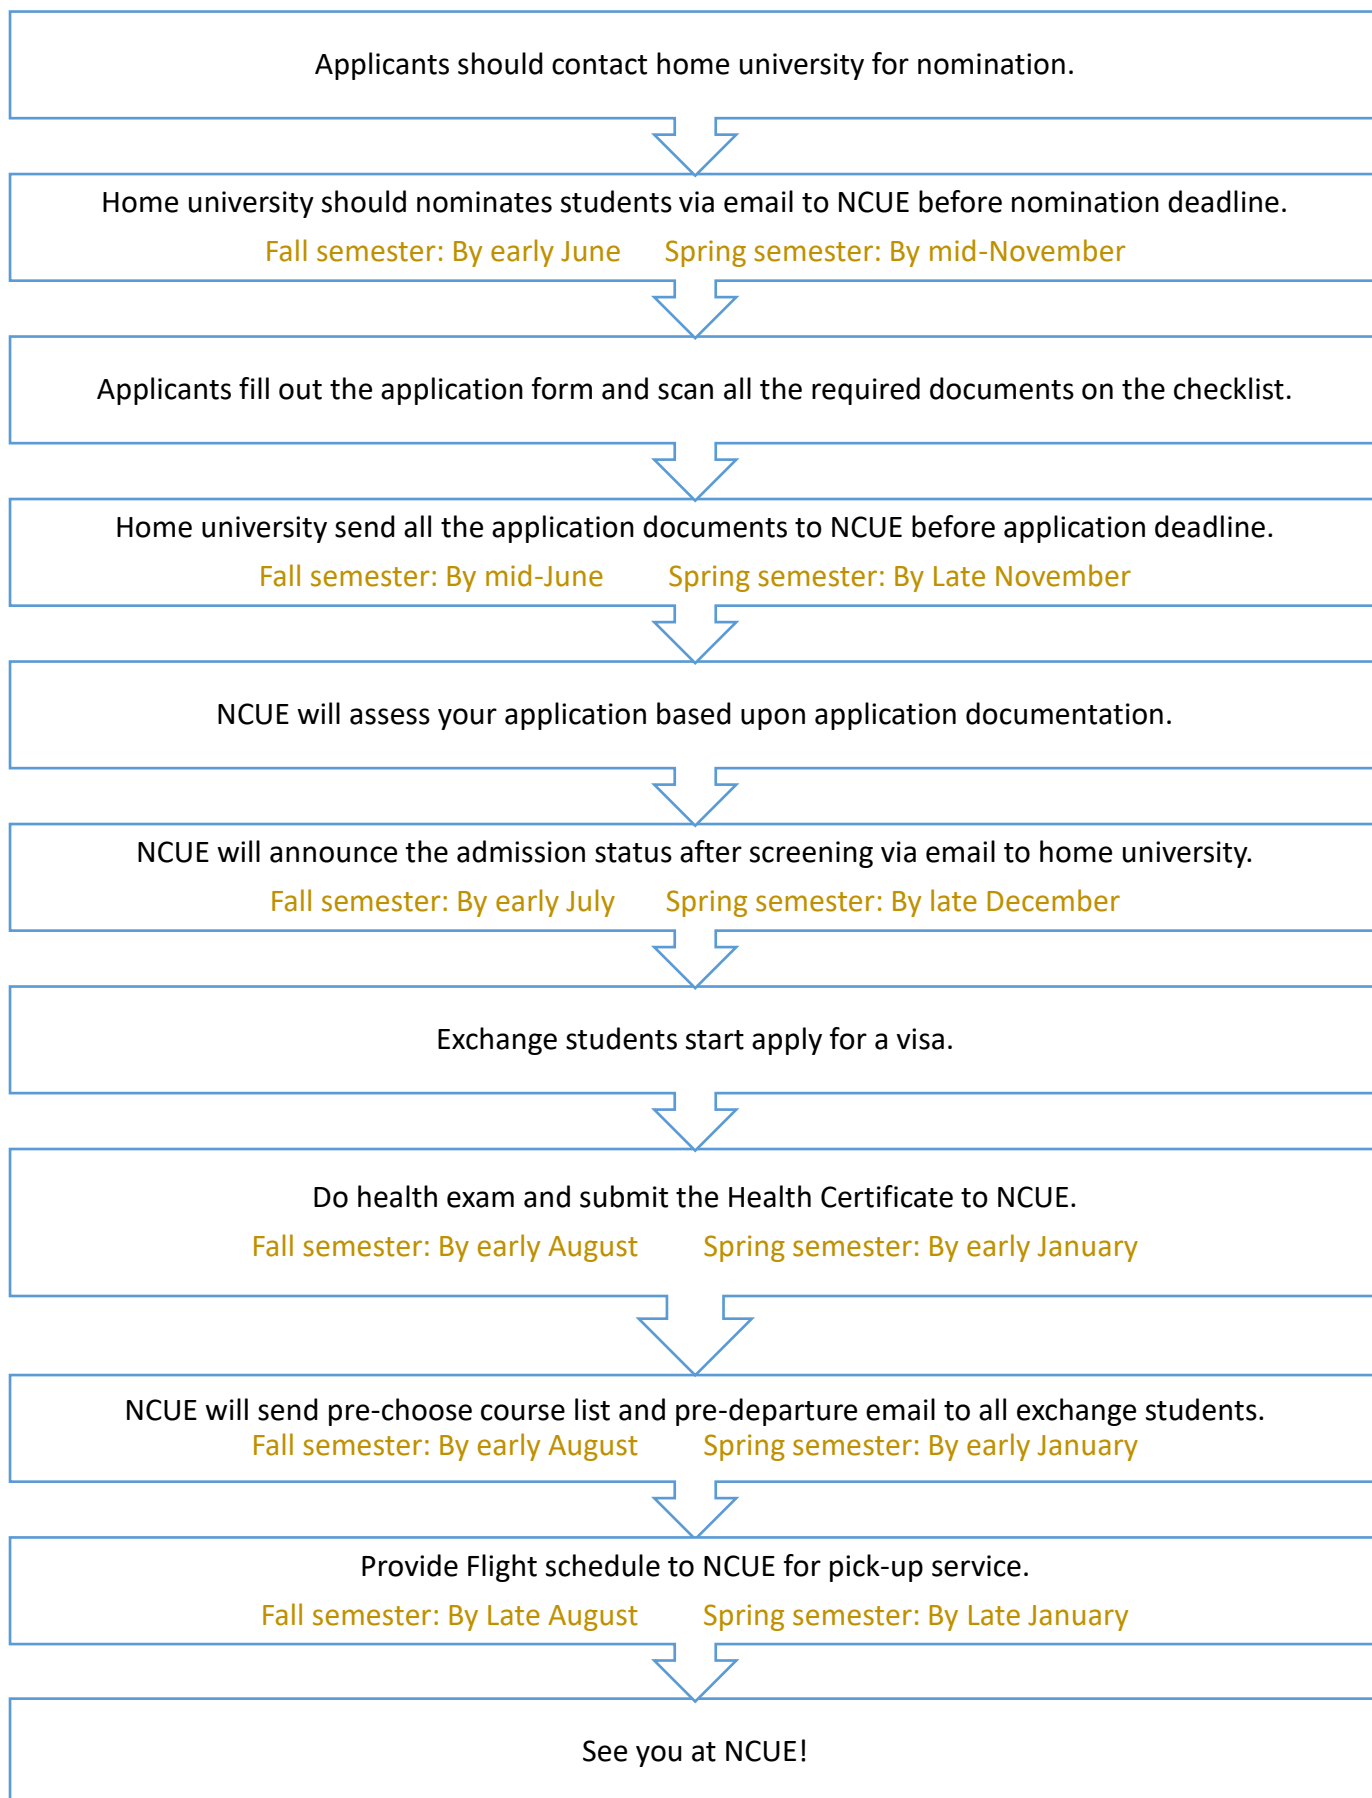 Applicants should contact home university for nomination.
Home university should nominates students via email to NCUE before nomination deadline.
Fall semester: By early June Spring semester: By mid-November
Applicants fill out the application form and scan all the required documents on the checklist.
Home university send all the application documents to NCUE before application deadline.
Fall semester: By mid-June Spring semester: By Late November
NCUE will assess your application based upon application documentation.
NCUE will announce the admission status after screening via email to home university.
Fall semester: By early July Spring semester: By late December
Exchange students start apply for a visa.
Do health exam and submit the Health Certificate to NCUE.
Fall semester: By early August Spring semester: By early January
NCUE will send pre-choose course list and pre-departure email to all exchange students.
Fall semester: By early August Spring semester: By early January
Provide Flight schedule to NCUE for pick-up service.
Fall semester: By Late August Spring semester: By Late January
See you at NCUE!